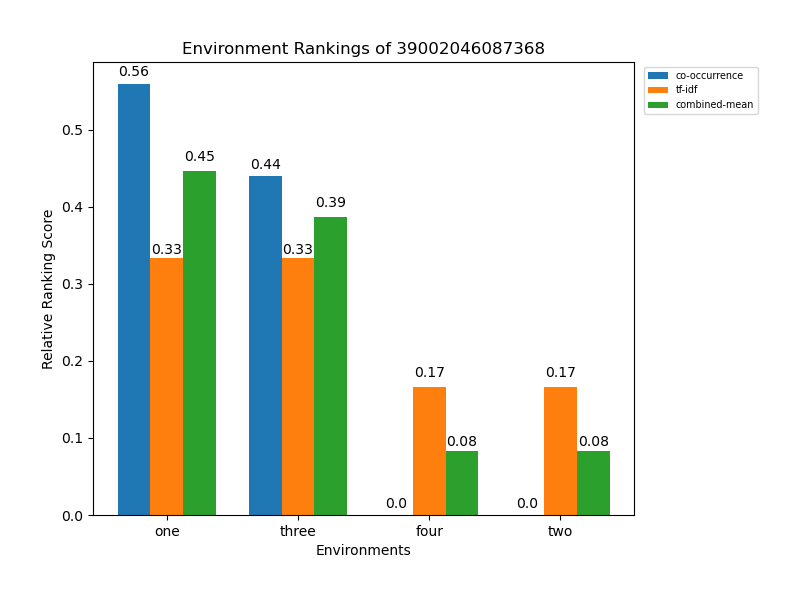 Environment Rankings of 39002046087368
co-occurrence
tf-idf
combined-mean
0.56
0.33
0.45
0.44
0.33
0.39
0.0
0.17
0.08
0.0
0.17
0.08
Relative Ranking Score
0.5
0.4
0.3
0.2
0.1
0.0
one three four two
Environments